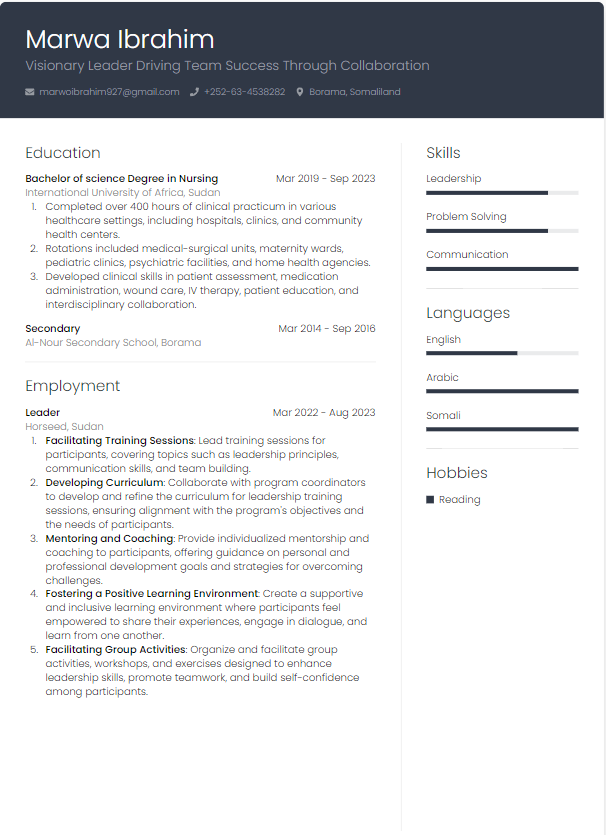 Marwa Ibrahim
Visionary Leader Driving Team Success Through Collaboration
marwoibrahim927@gmail.com +252-63-4538282 Borama, Somaliland
Education
Bachelor of science Degree in Nursing Mar 2019 - Sep 2023
International University of Africa, Sudan
1. Completed over 400 hours of clinical practicum in various
healthcare settings, including hospitals, clinics, and community
health centers.
2. Rotations included medical-surgical units, maternity wards,
pediatric clinics, psychiatric facilities, and home health agencies.
3. Developed clinical skills in patient assessment, medication
administration, wound care, IV therapy, patient education, and
interdisciplinary collaboration.
Secondary Mar 2014 - Sep 2016
Al-Nour Secondary School, Borama
Employment
Leader Mar 2022 - Aug 2023
Horseed, Sudan
1. Facilitating Training Sessions: Lead training sessions for
participants, covering topics such as leadership principles,
communication skills, and team building.
2. Developing Curriculum: Collaborate with program coordinators
to develop and refine the curriculum for leadership training
sessions, ensuring alignment with the program's objectives and
the needs of participants.
3. Mentoring and Coaching: Provide individualized mentorship and
coaching to participants, offering guidance on personal and
professional development goals and strategies for overcoming
challenges.
4. Fostering a Positive Learning Environment: Create a supportive
and inclusive learning environment where participants feel
empowered to share their experiences, engage in dialogue, and
learn from one another.
5. Facilitating Group Activities: Organize and facilitate group
activities, workshops, and exercises designed to enhance
leadership skills, promote teamwork, and build self-confidence
among participants.
Skills
Leadership
Problem Solving
Communication
Languages
English
Arabic
Somali
Hobbies
Reading